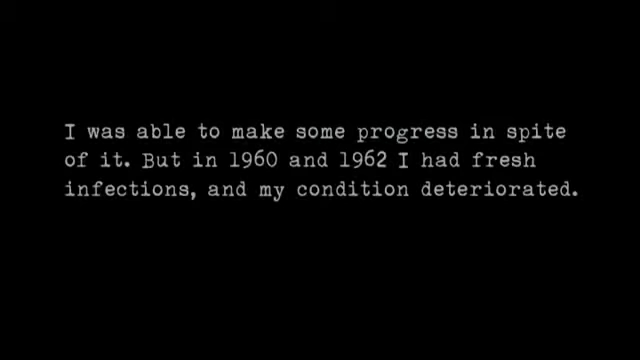 I was able to make some progress in spite
of it. But in 1960 and 1962 I had fresh
infections, and my condition deteriorated.